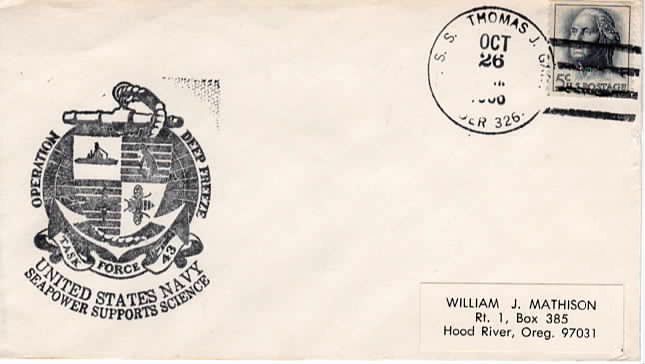 U. S. S. THOMAS J.
OCT
26
DER 326
5¢
U.S. POSTAGE
OPERATION DEEP FREEZE
TASK FORCE 43
UNITED STATES NAVY
SEAPOWER SUPPORTS SCIENCE
WILLIAM J. MATHISON
Rt. 1, Box 385
Hood River, Oreg. 97031